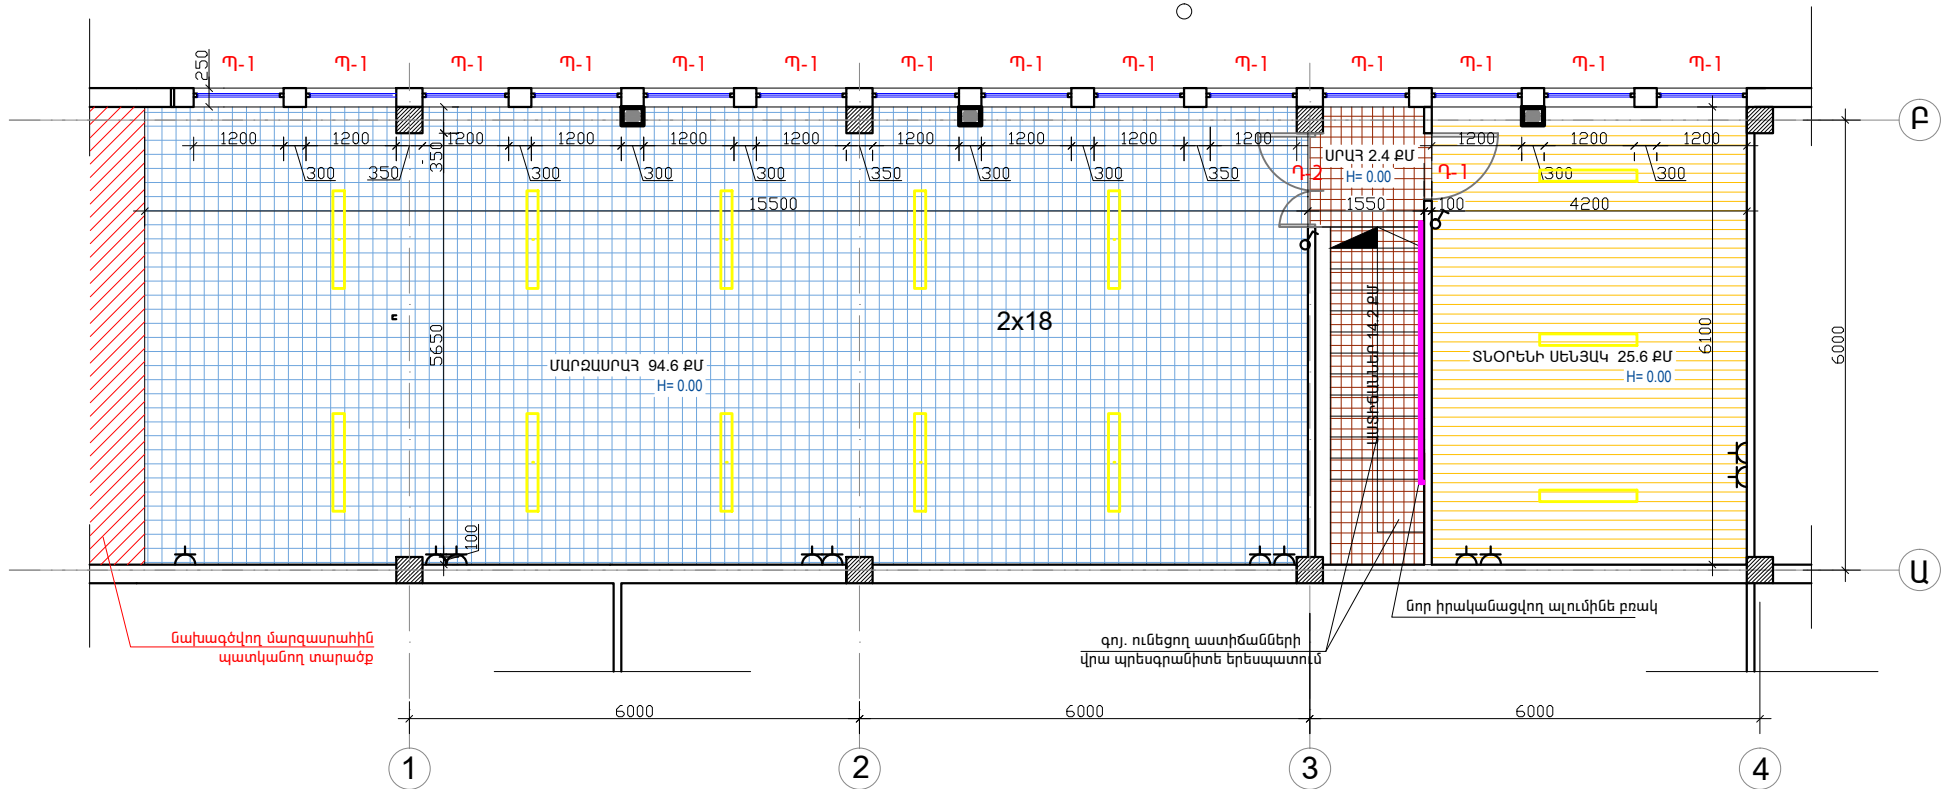 Պ-1 Պ-1 Պ-1 Պ-1 Պ-1 Պ-1 Պ-1 Պ-1 Պ-1 Պ-1 Պ-1 Պ-1 Պ-1
250
Բ
1200 1200 1200 1200 1200 1200 1200 1200 1200 1200 1200 1200 1200
350
300 350 300 300 300 350 300 300 350 300 300
ՍՐԱՀ 2.4 ՔՄ
H= 0.00
Դ-2 Դ-1
15500 1550 100 4200
2x18
5650
ՄԱՐԶԱՍՐԱՀ 94.6 ՔՄ
H= 0.00
ԱՍՏԻՃԱՆՆԵՐ 14.2 ՔՄ
6100
ՏՆՕՐԵՆԻ ՍԵՆՅԱԿ 25.6 ՔՄ
H= 0.00
6000
100
Ա
նախագծվող մարզասրահին
պատկանող տարածք
գոյ. ունեցող աստիճանների
վրա պրեսգրանիտե երեսպատում
նոր իրականացվող ալումինե բռակ
6000 6000 6000
1 2 3 4